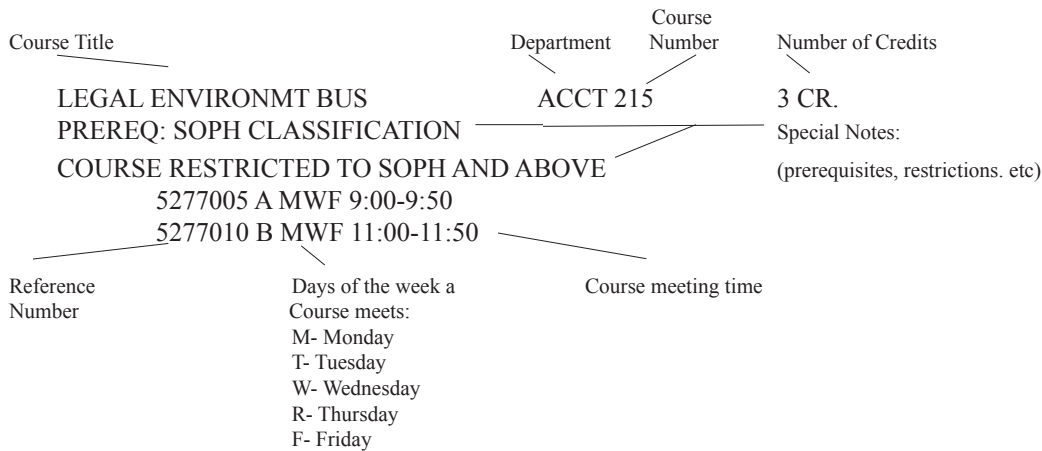 Course
Course Title Department Number Number of Credits
LEGAL ENVIRONMT BUS ACCT 215 3 CR.
PREREQ: SOPH CLASSIFICATION Special Notes:
COURSE RESTRICTED TO SOPH AND ABOVE (prerequisites, restrictions. etc)
5277005 A MWF 9:00-9:50
5277010 B MWF 11:00-11:50
Reference Days of the week a Course meeting time
Number Course meets:
M- Monday
T- Tuesday
W- Wednesday
R- Thursday
F- Friday